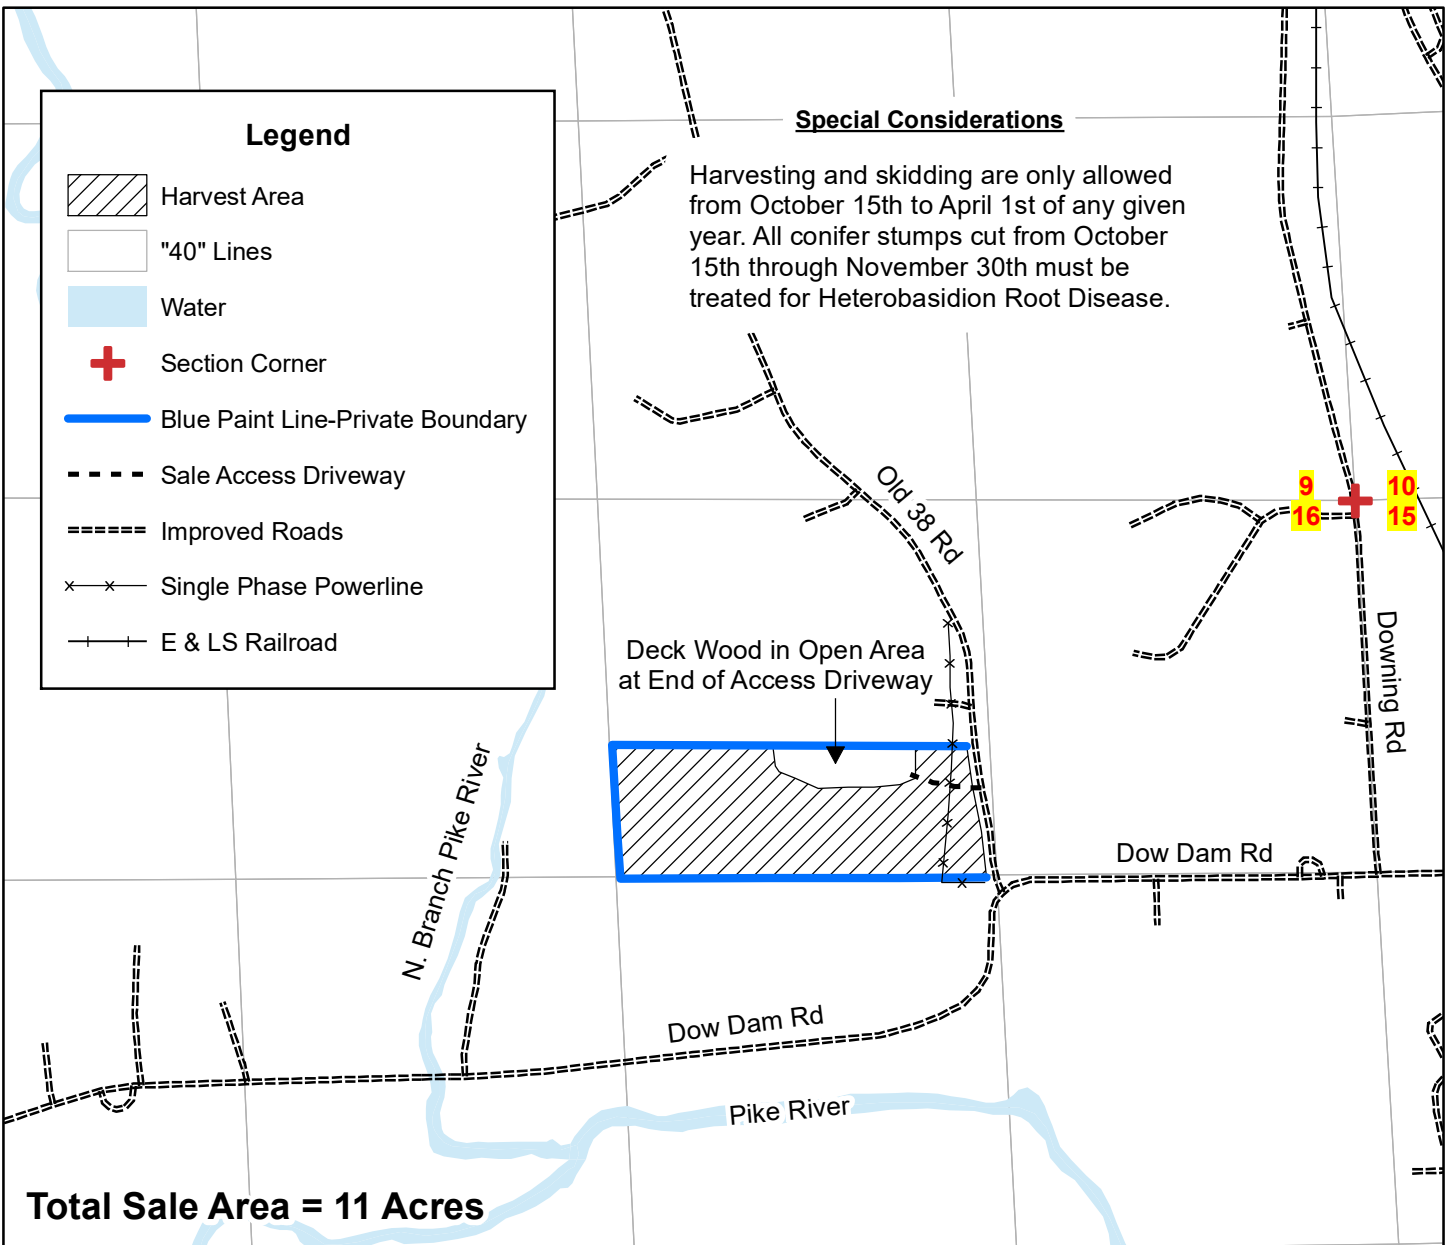 Legend
Harvest Area
"40" Lines
Water
Section Corner
Blue Paint Line-Private Boundary
Sale Access Driveway
Improved Roads
Single Phase Powerline
E & LS Railroad
Special Considerations
Harvesting and skidding are only allowed
from October 15th to April 1st of any given
year. All conifer stumps cut from October
15th through November 30th must be
treated for Heterobasidion Root Disease.
Old 38 Rd
9
10
16
15
Downing Rd
Deck Wood in Open Area
at End of Access Driveway
N. Branch Pike River
Dow Dam Rd
Dow Dam Rd
Pike River
Total Sale Area = 11 Acres